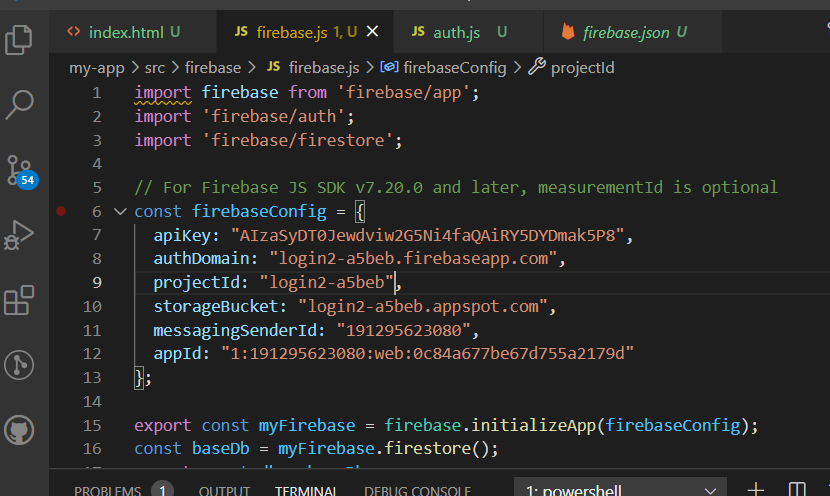 index.html U
firebase.js 1, U
auth.js U
firebase.json U
my-app > src > firebase > JS firebase.js > firebaseConfig > projectId
1 import firebase from 'firebase/app';
2 import 'firebase/auth';
3 import 'firebase/firestore';
4
5 // For Firebase JS SDK v7.20.0 and later, measurementId is optional
6 const firebaseConfig = {
7 apiKey: "AIzaSyDT0Jewdviw2G5Ni4faQAiRY5DYDmak5P8",
8 authDomain: "login2-a5beb.firebaseapp.com",
9 projectId: "login2-a5beb",
10 storageBucket: "login2-a5beb.appspot.com",
11 messagingSenderId: "191295623080",
12 appId: "1:191295623080:web:0c84a677be67d755a2179d"
13 };
14
15 export const myFirebase = firebase.initializeApp(firebaseConfig);
16 const baseDb = myFirebase.firestore();
54
PROBLEMS 1 OUTPUT TERMINAL DEBUG CONSOLE 1: powershell